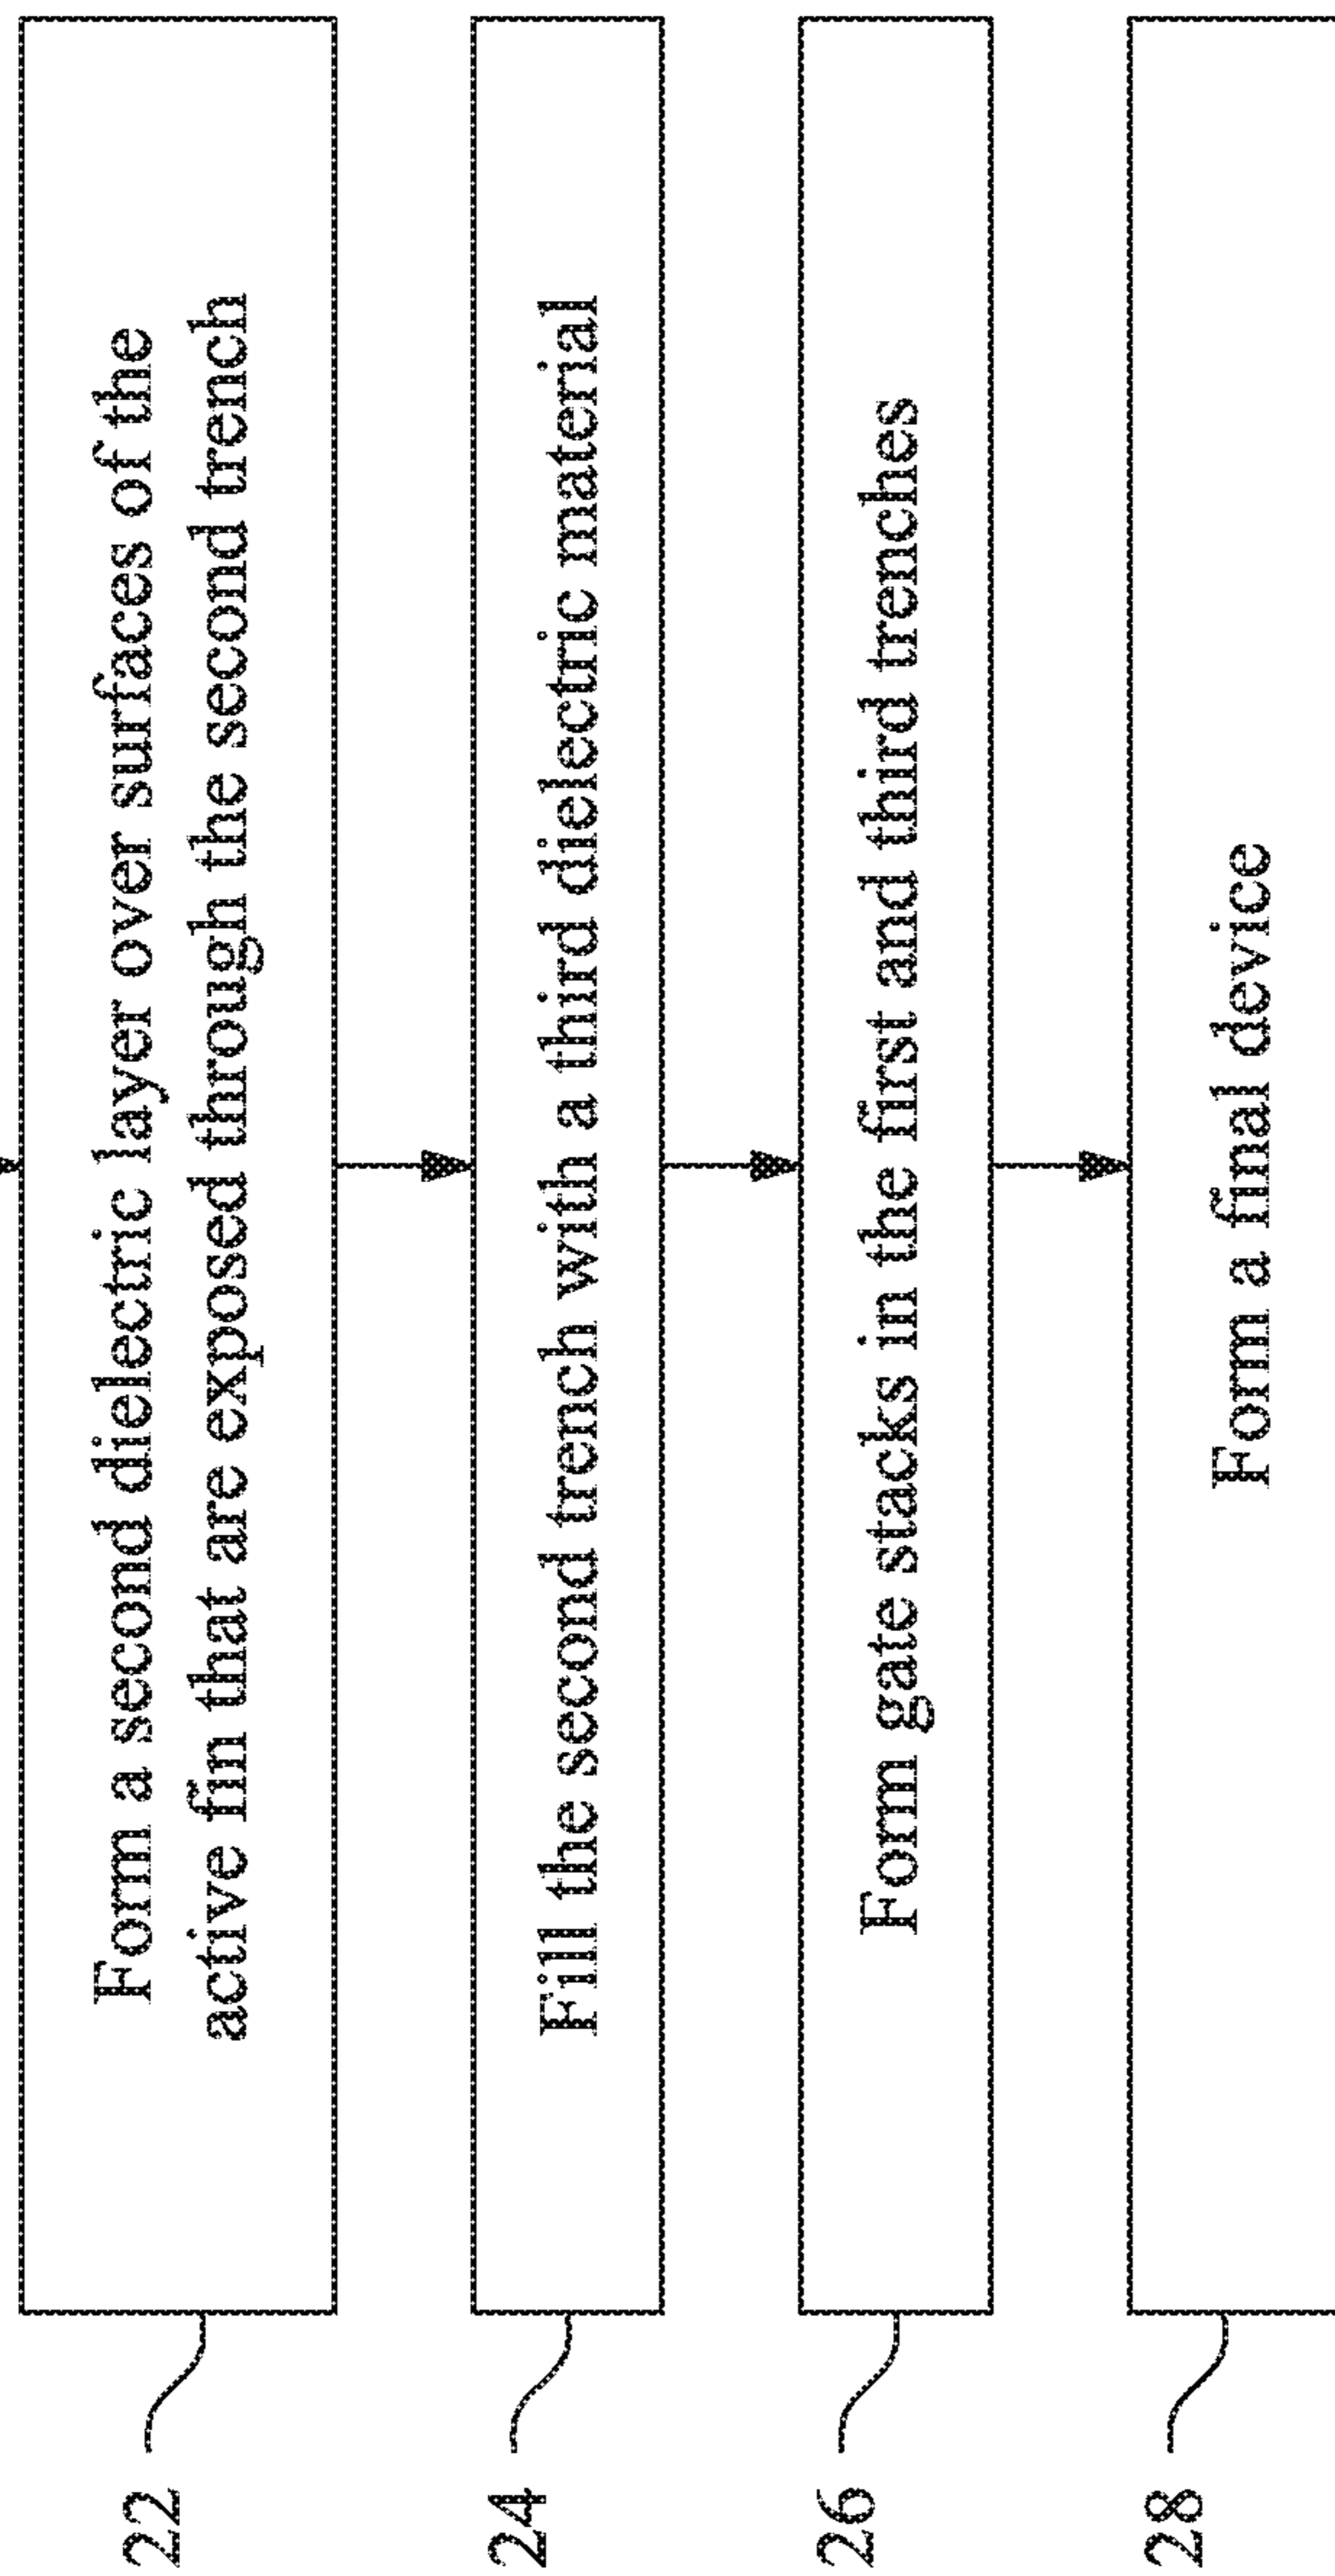 22
Form a second dielectric layer over surfaces of the
active fin that are exposed through the second trench
24
Fill the second trench with a third dielectric material
26
Form gate stacks in the first and third trenches
28
Form a final device